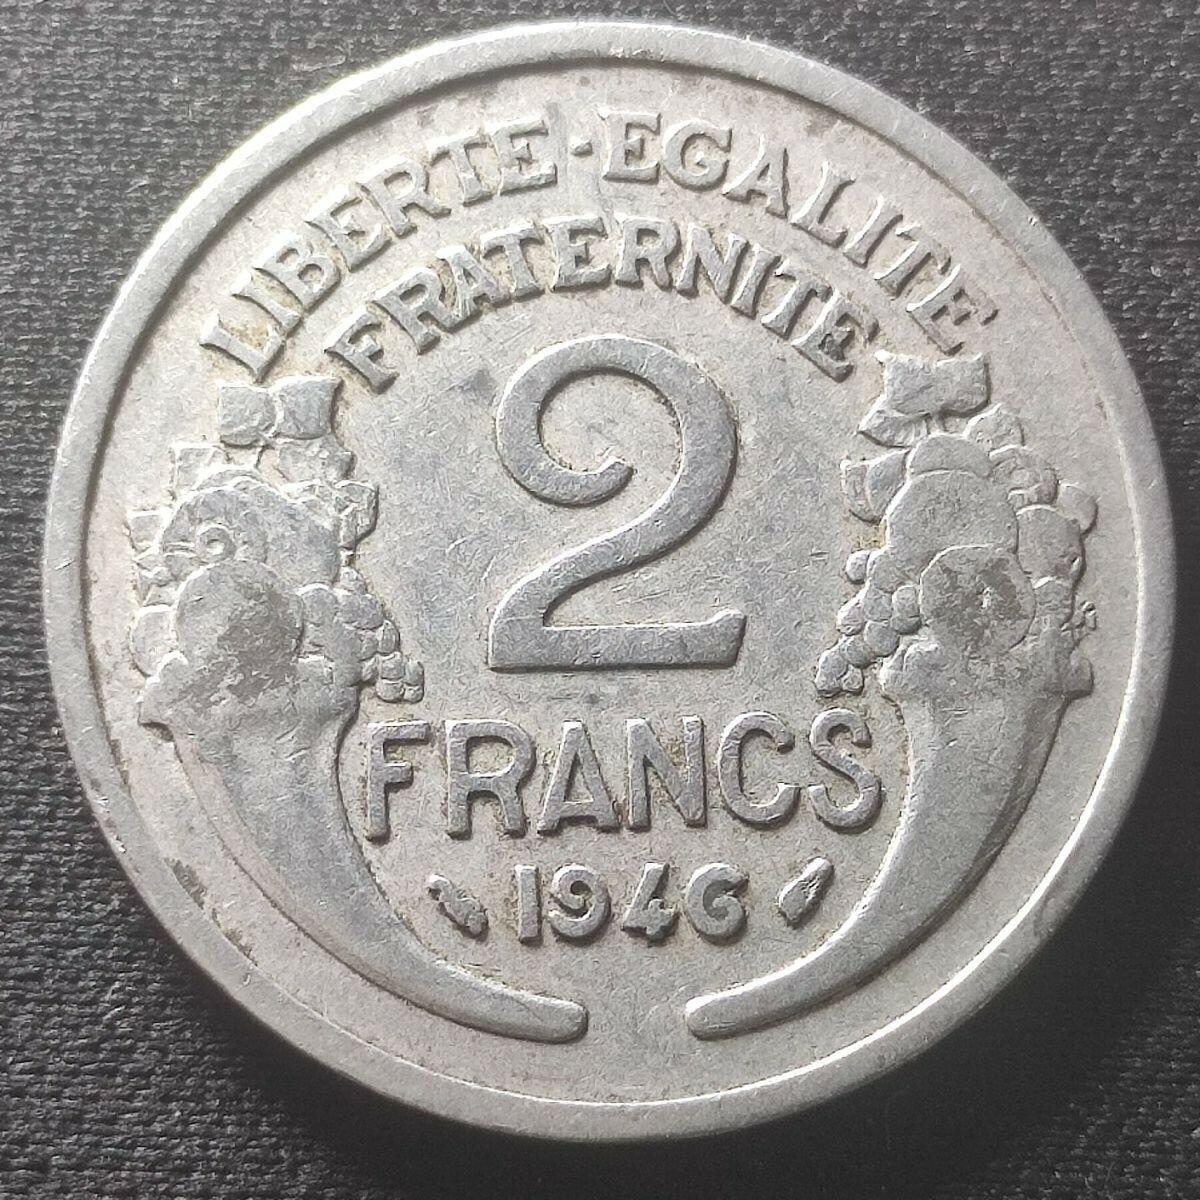 LIBERTE·EGALITE
FRATERNITE
2
FRANCS
1946